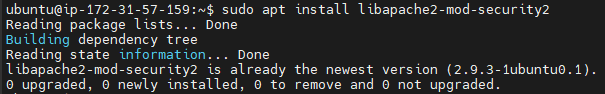 ubuntu@ip-172-31-57-159:~$ sudo apt install libapache2-mod-security2
Reading package lists... Done
Building dependency tree
Reading state information... Done
libapache2-mod-security2 is already the newest version (2.9.3-1ubuntu0.1).
0 upgraded, 0 newly installed, 0 to remove and 0 not upgraded.